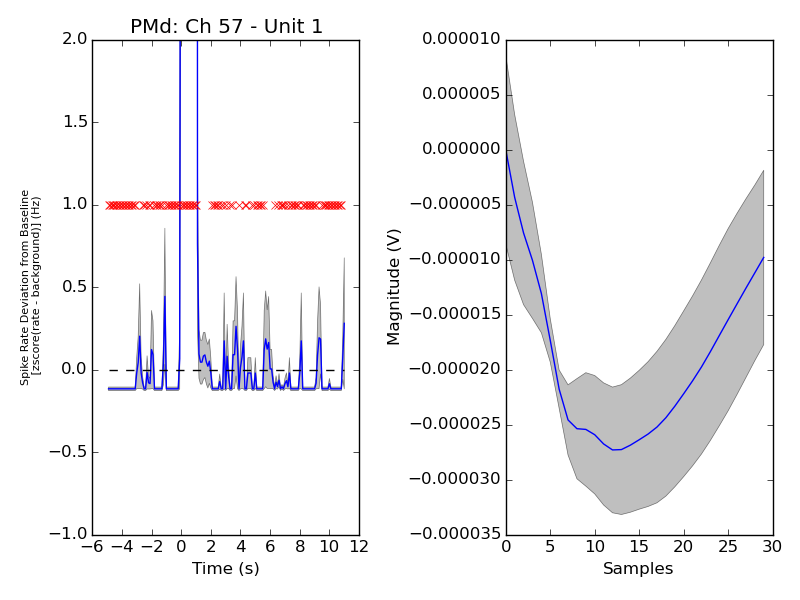 PMd: Ch 57 - Unit 1
2.0
1.5
1.0
0.5
0.0
−0.5
−1.0
−6 −4 −2 0 2 4 6 8 10 12
Time (s)
Spike Rate Deviation from Baseline
[zscore(rate - background)] (Hz)
0.000010
0.000005
0.000000
−0.000005
−0.000010
−0.000015
−0.000020
−0.000025
−0.000030
−0.000035
0 5 10 15 20 25 30
Samples
Magnitude (V)